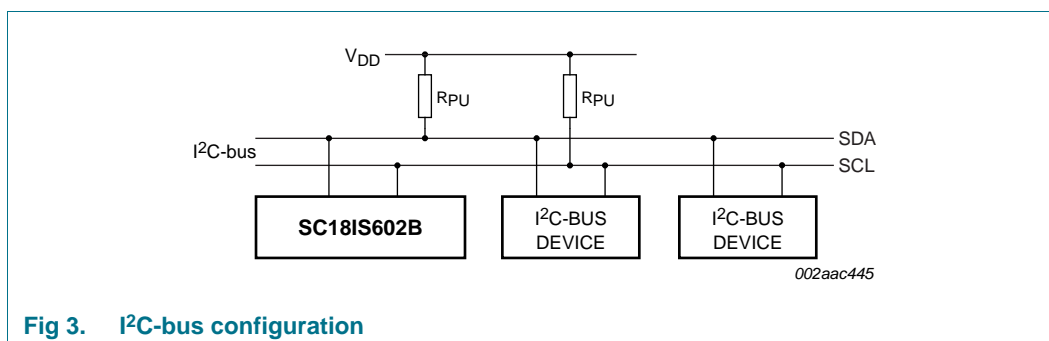 VDD
RPU RPU
I2C-bus
SDA
SCL
SC18IS602B
I2C-BUS
DEVICE
I2C-BUS
DEVICE
002aac445
Fig 3. I2C-bus configuration